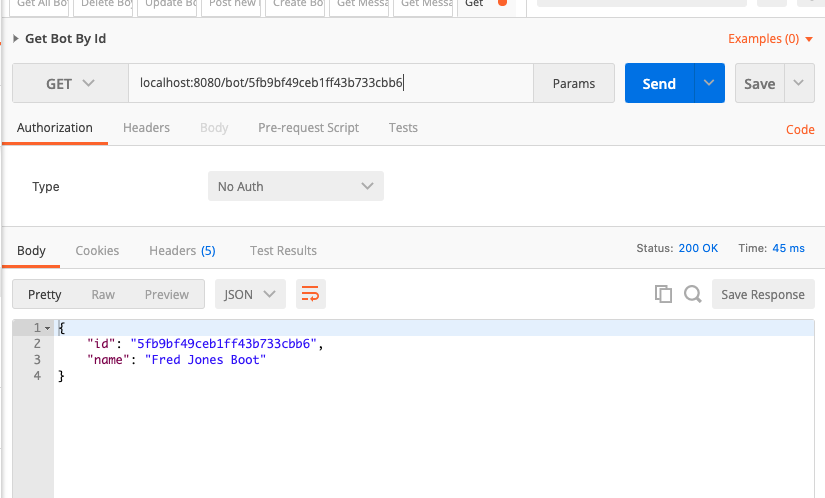 Get All Bo
Delete Boy
Update Bo
Post new
Create Bo
Get Messa
Get Messa
Get
Get Bot By Id
Examples (0)
GET
localhost:8080/bot/5fb9bf49ceb1ff43b733cbb6
Params
Send
Save
Authorization
Headers
Body
Pre-request Script
Tests
Code
Type
No Auth
Body
Cookies
Headers (5)
Test Results
Status: 200 OK
Time: 45 ms
Pretty
Raw
Preview
JSON
Save Response
1 {
2 "id": "5fb9bf49ceb1ff43b733cbb6",
3 "name": "Fred Jones Boot"
4 }